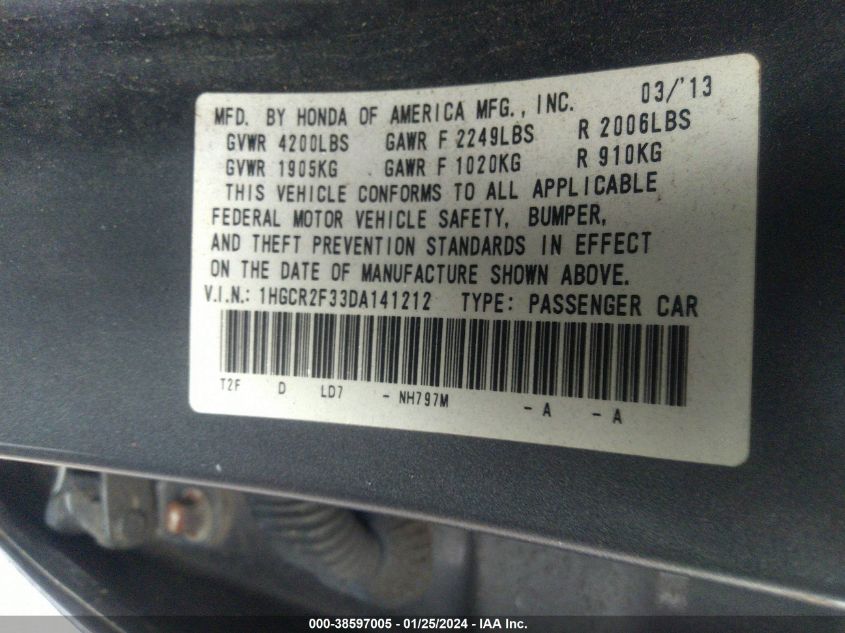 MFD. BY HONDA OF AMERICA MFG., INC. 03/'13
GVWR 4200LBS GAWR F 2249LBS R 2006LBS
GVWR 1905KG GAWR F 1020KG R 910KG
THIS VEHICLE CONFORMS TO ALL APPLICABLE
FEDERAL MOTOR VEHICLE SAFETY, BUMPER,
AND THEFT PREVENTION STANDARDS IN EFFECT
ON THE DATE OF MANUFACTURE SHOWN ABOVE.
V.I.N.: 1HGCR2F33DA141212 TYPE: PASSENGER CAR
T2F D LD7 - NH797M - A - A
000-38597005 - 01/25/2024 - IAA Inc.